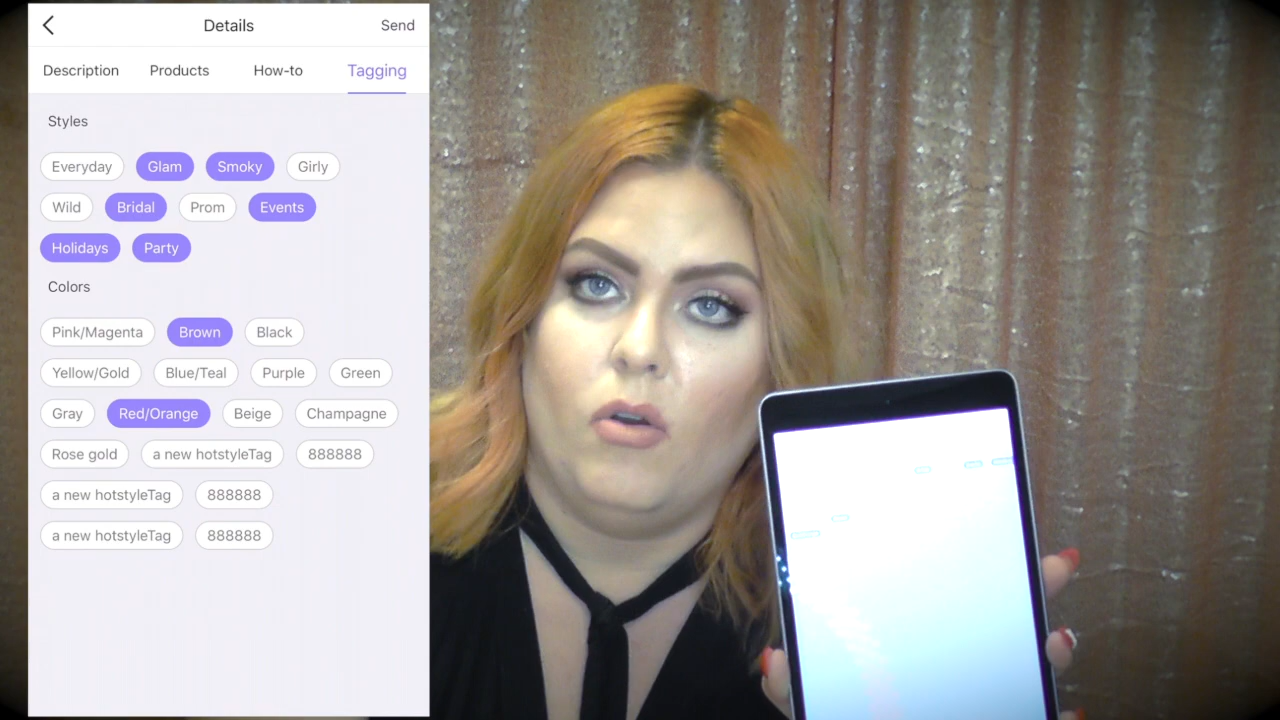 Details Send
Description Products How-to Tagging
Styles
Everyday Glam Smoky Girly
Wild Bridal Prom Events
Holidays Party
Colors
Pink/Magenta Brown Black
Yellow/Gold Blue/Teal Purple Green
Gray Red/Orange Beige Champagne
Rose gold a new hotstyleTag 888888
a new hotstyleTag 888888
a new hotstyleTag 888888